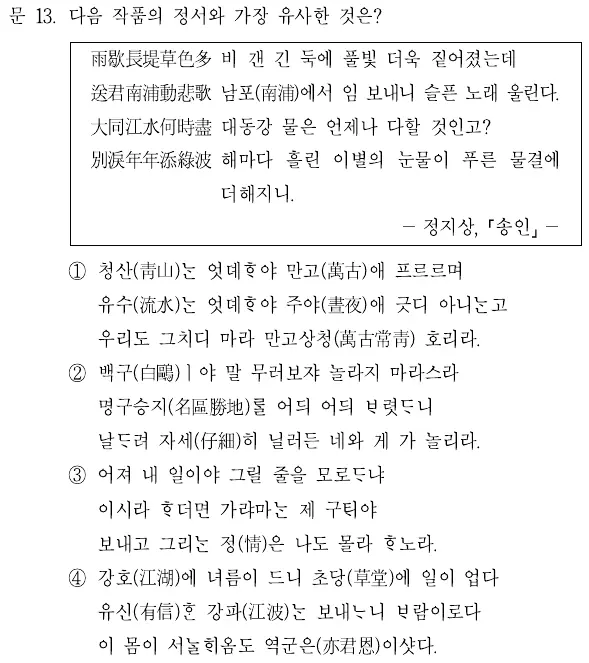 문 13. 다음 작품의 정서와 가장 유사한 것은?
雨歇長堤草色多 비 갠 긴 둑에 풀빛 더욱 짙어졌는데
送君南浦動悲歌 남포(南浦)에서 임 보내니 슬픈 노래 울린다.
大同江水何時盡 대동강 물은 언제나 다할 것인고?
別淚年年添綠波 해마다 흘린 이별의 눈물이 푸른 물결에
더해지니.
- 정지상, 「송인」 -
① 청산(靑山)는 엇뎨ᄒᆞ야 만고(萬古)애 프르르며
유수(流水)는 엇뎨ᄒᆞ야 주야(晝夜)애 긋디 아니ᄂᆞᆫ고
우리도 그치디 마라 만고상청(萬古常靑) 호리라.
② 백구(白鷗)ㅣ야 말 무러보쟈 놀라지 마라스라
명구승지(名區勝地)를 어듸 어듸 ᄇᆞ렷ᄃᆞ니
날ᄃᆞ려 자세(仔細)히 닐러든 네와 게 가 놀리라.
③ 어져 내 일이야 그릴 줄을 모로ᄃᆞ냐
이시라 ᄒᆞ더면 가랴마ᄂᆞᆫ 제 구ᄐᆡ야
보내고 그리ᄂᆞᆫ 정(情)은 나도 몰라 ᄒᆞ노라.
④ 강호(江湖)에 녀름이 드니 초당(草堂)에 일이 업다
유신(有信)ᄒᆞᆫ 강파(江波)ᄂᆞᆫ 보내ᄂᆞ니 ᄇᆞ람이로다
이 몸이 서ᄂᆞᆯᄒᆡ옴도 역군은(亦君恩)이샷다.